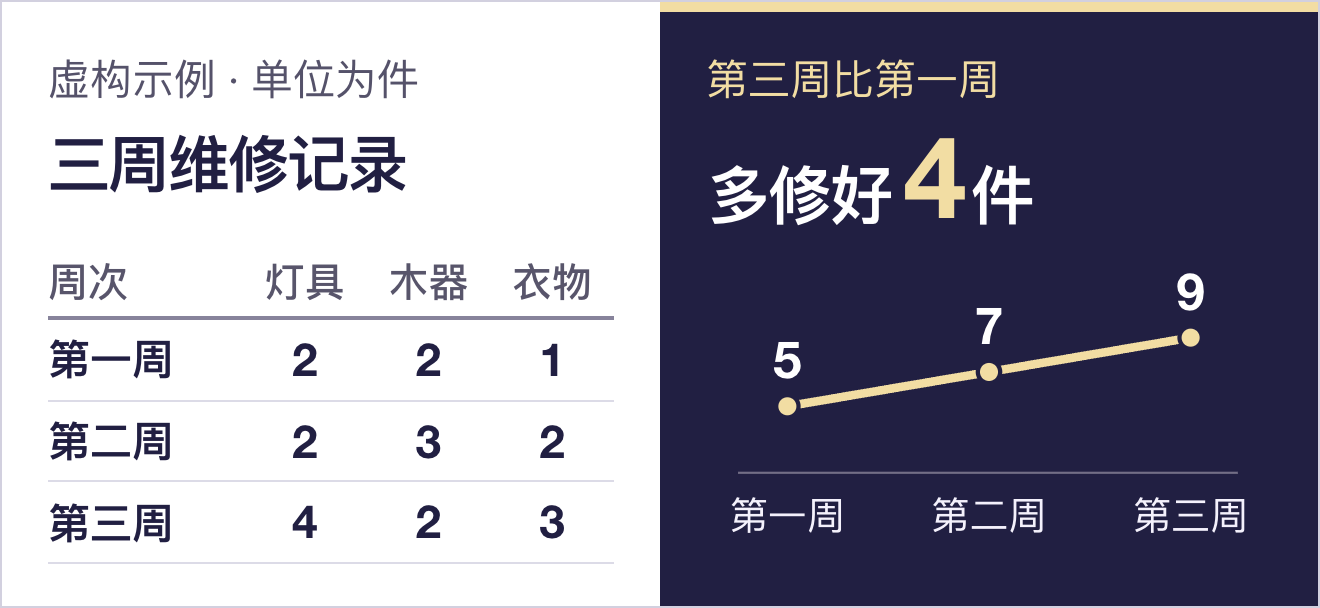 虚构示例 · 单位为件
三周维修记录
周次 灯具 木器 衣物
第一周 2 2 1
第二周 2 3 2
第三周 4 2 3
第三周比第一周
多修好4件
5 7 9
第一周 第二周 第三周